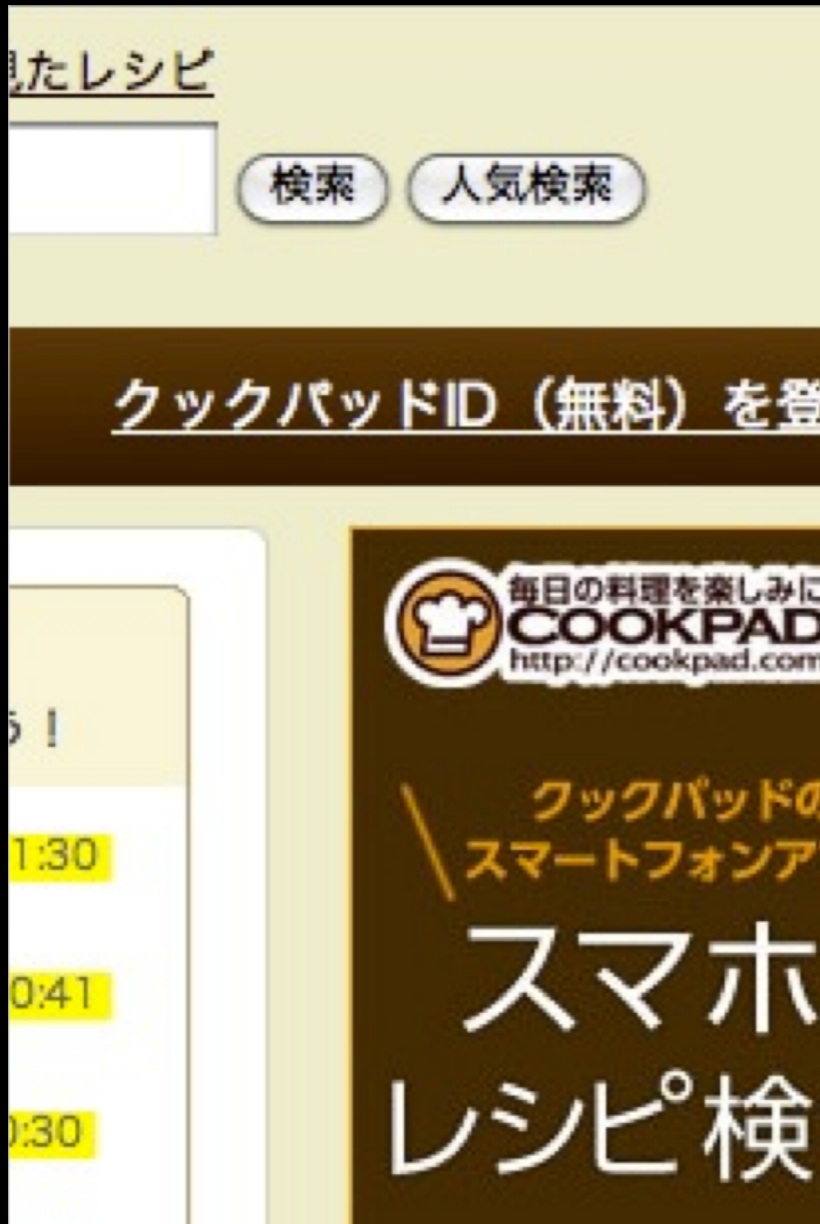 見たレシピ
検索 人気検索
クックパッドID（無料）を登
毎日の料理を楽しみに
COOKPAD
http://cookpad.com
う！
クックパッドの
スマートフォンア
1:30
スマホ
0:41
レシピ検
0:30